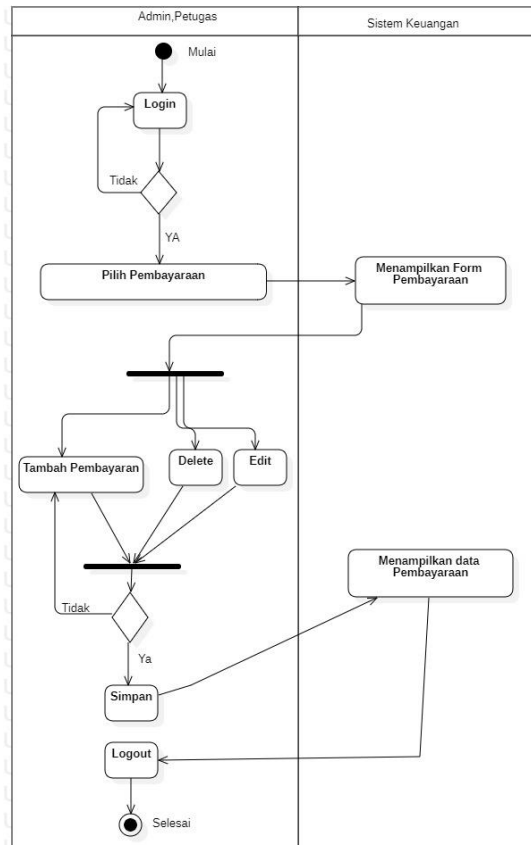 Admin,Petugas
Sistem Keuangan
Mulai
Login
Tidak
YA
Pilih Pembayaraan
Menampilkan Form
Pembayaraan
Tambah Pembayaran
Delete
Edit
Menampilkan data
Pembayaraan
Tidak
Ya
Simpan
Logout
Selesai